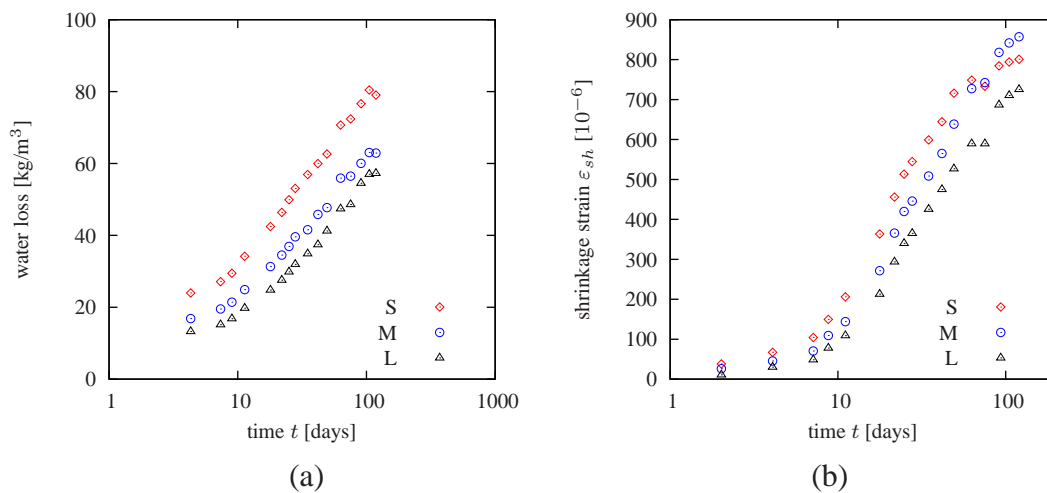 100
80
60
40
20
0
water loss [kg/m³]
S
M
L
1 10 100 1000
time t [days]
(a)
900
800
700
600
500
400
300
200
100
0
shrinkage strain ε_sh [10⁻⁶]
S
M
L
1 10 100
time t [days]
(b)